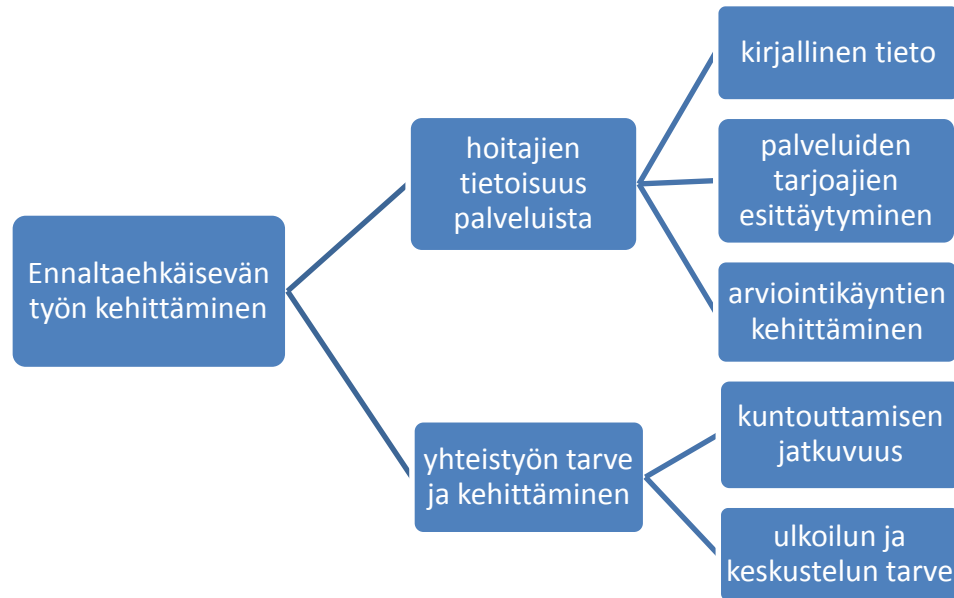 Ennaltaehkäisevän
työn kehittäminen
hoitajien
tietoisuus
palveluista
kirjallinen tieto
palveluiden
tarjoajien
esittäytyminen
arviointikäyntien
kehittäminen
yhteistyön tarve
ja kehittäminen
kuntouttamisen
jatkuvuus
ulkoilun ja
keskustelun tarve